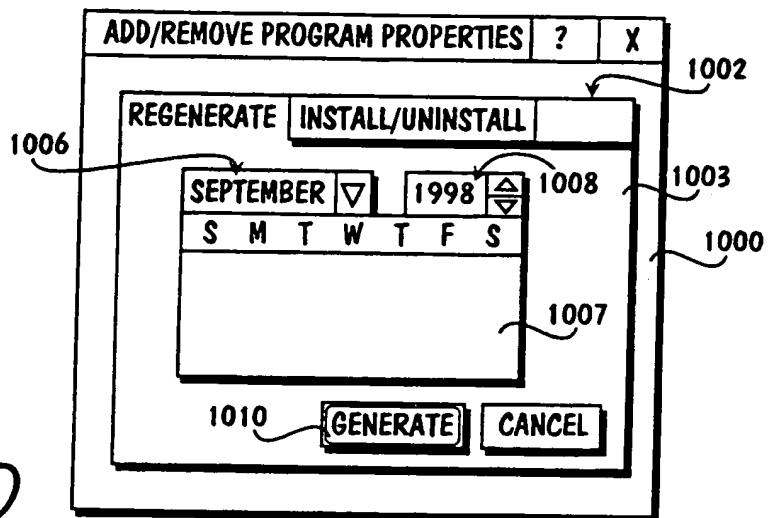 ADD/REMOVE PROGRAM PROPERTIES ? X
1002
REGENERATE INSTALL/UNINSTALL
1006
SEPTEMBER 1998 1008
1003
S M T W T F S
1000
1007
1010 GENERATE CANCEL